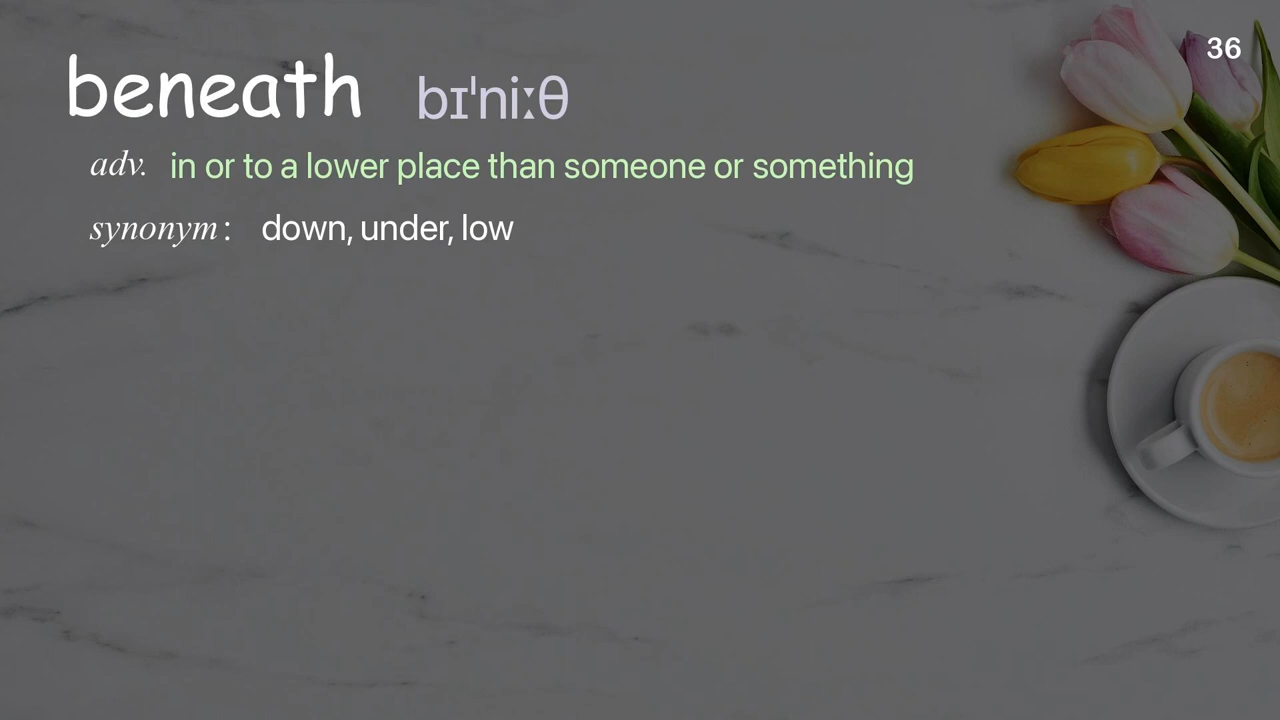 36
beneath bɪˈniːθ
adv. in or to a lower place than someone or something
synonym: down, under, low